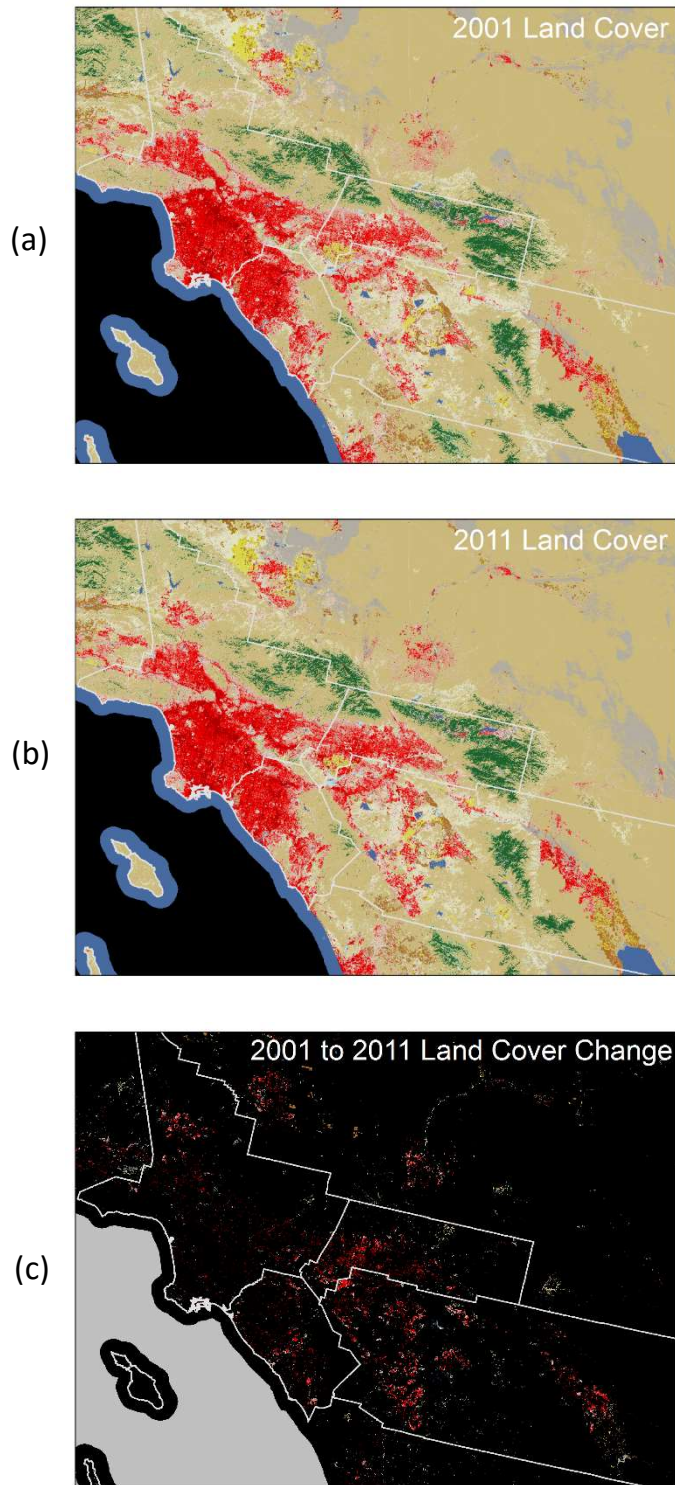 2001 Land Cover
(a)
2011 Land Cover
(b)
2001 to 2011 Land Cover Change
(c)